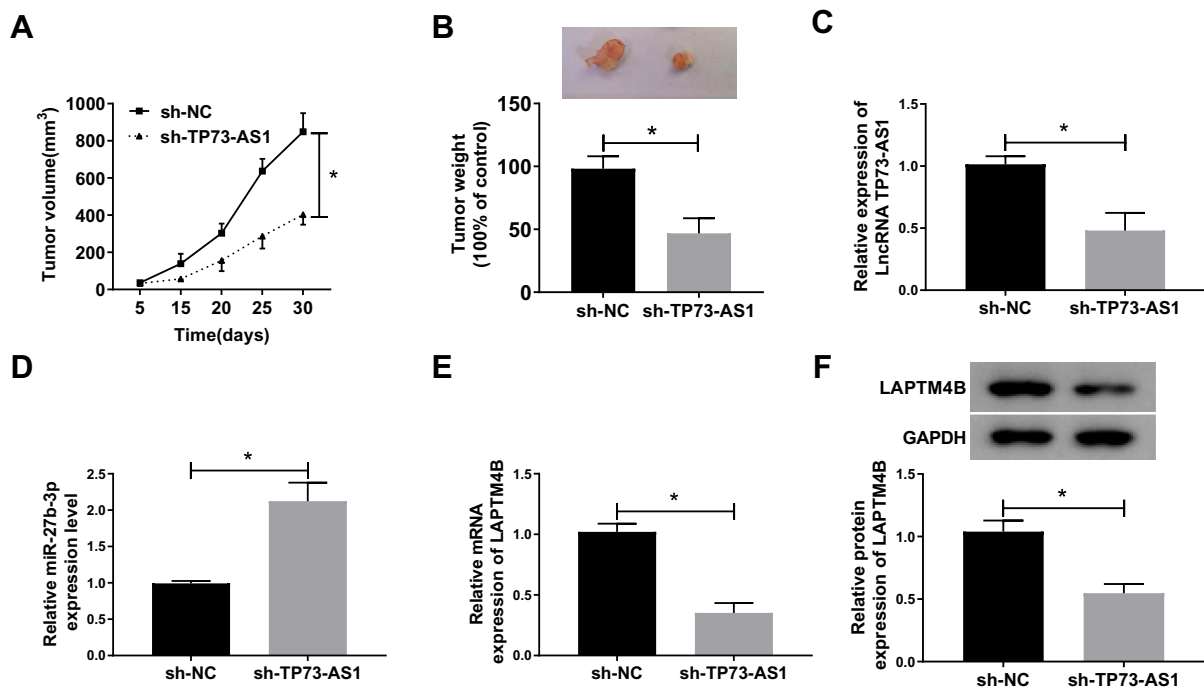 A
Tumor volume(mm3)
1000
800
600
400
200
0
sh-NC
sh-TP73-AS1
*
5 15 20 25 30
Time(days)
B
Tumor weight
(100% of control)
150
100
50
0
*
sh-NC sh-TP73-AS1
C
Relative expression of
LncRNA TP73-AS1
1.5
1.0
0.5
0.0
*
sh-NC sh-TP73-AS1
D
Relative miR-27b-3p
expression level
2.5
2.0
1.5
1.0
0.5
0.0
*
sh-NC sh-TP73-AS1
E
Relative mRNA
expression of LAPTM4B
1.5
1.0
0.5
0.0
*
sh-NC sh-TP73-AS1
F
LAPTM4B
GAPDH
Relative protein
expression of LAPTM4B
1.5
1.0
0.5
0.0
*
sh-NC sh-TP73-AS1